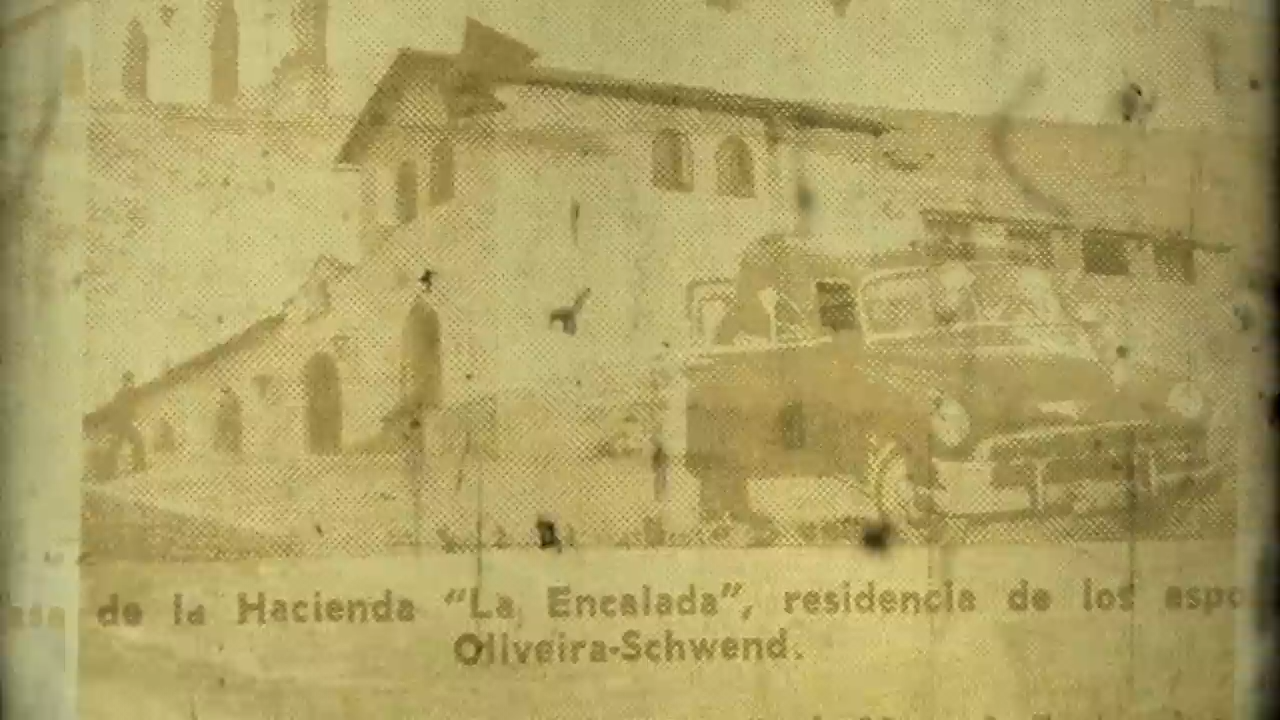 de la Hacienda “La Encalada”, residencia de los
Oliveira-Schwend.